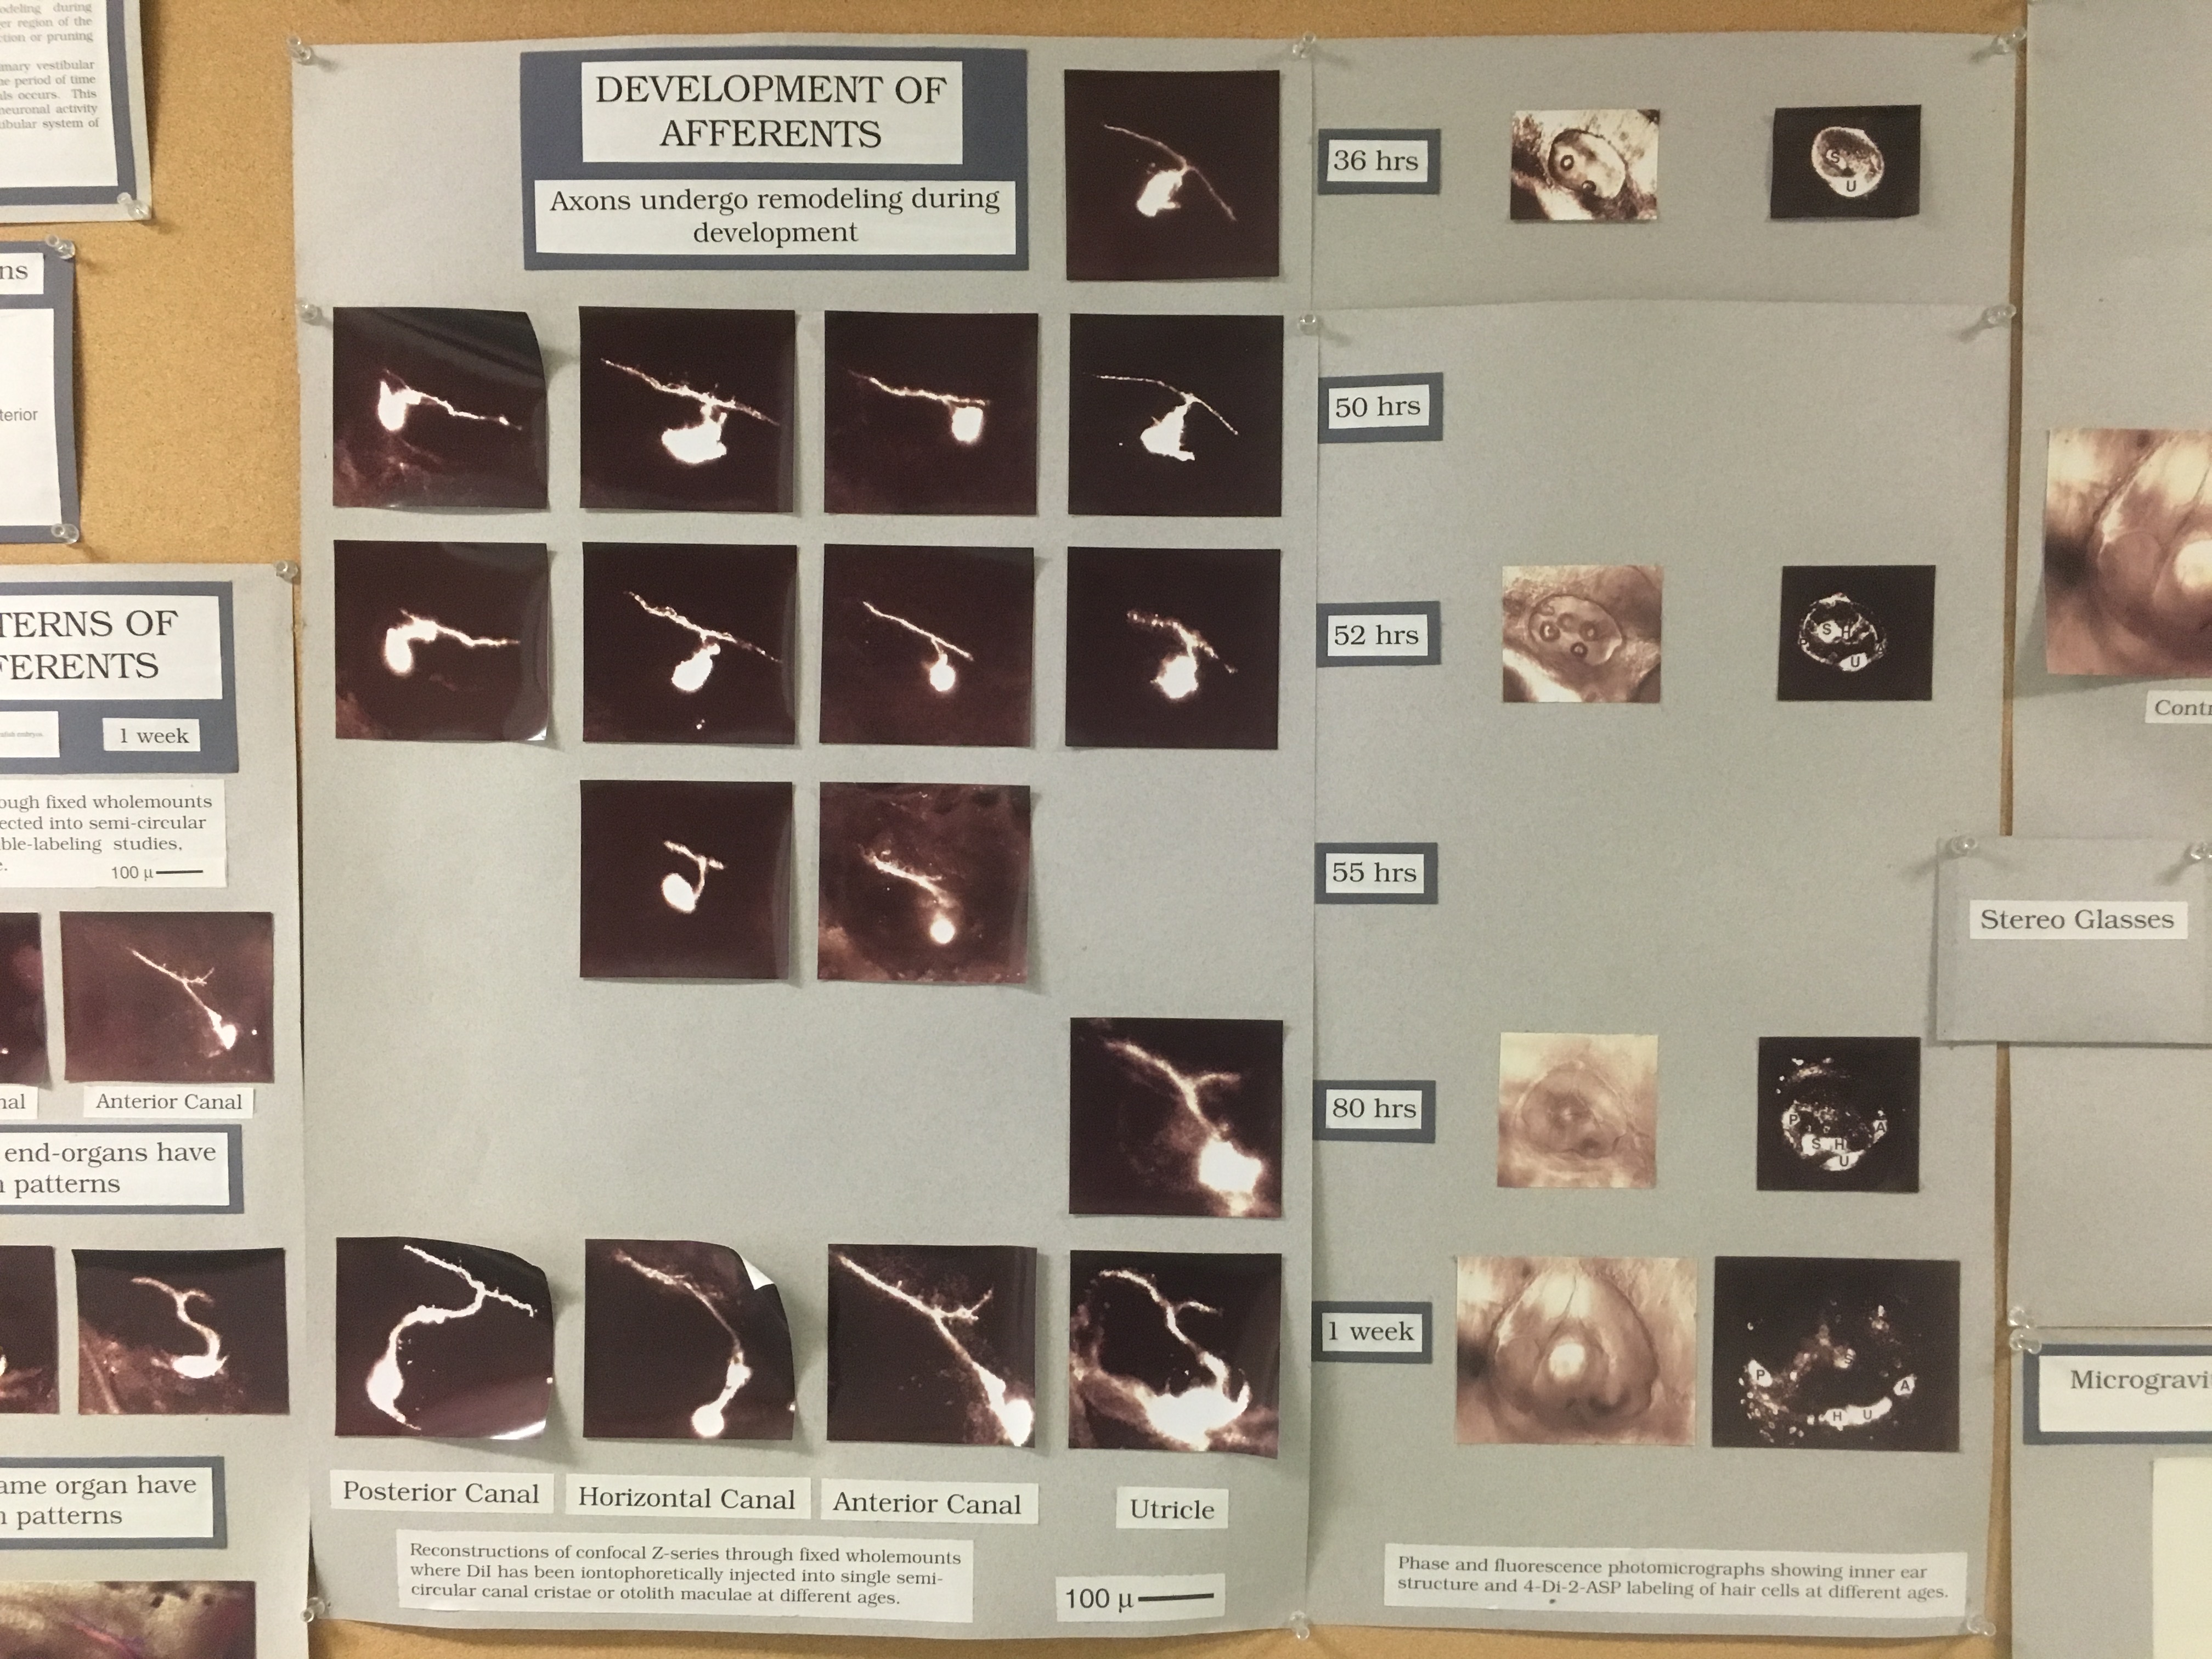 odeling during
er region of the
ction or pruning
mary vestibular
ne period of time
als occurs. This
neuronal activity
ibular system of
ns
terior
TERNS OF
FERENTS
1 week
ough fixed wholemounts
ected into semi-circular
ble-labeling studies,
e.
100 µ
nal
Anterior Canal
end-organs have
n patterns
ame organ have
n patterns
DEVELOPMENT OF
AFFERENTS
Axons undergo remodeling during
development
36 hrs
S
U
50 hrs
52 hrs
S H
U
55 hrs
80 hrs
P
A
S H
U
1 week
S
P
A
H U
Posterior Canal
Horizontal Canal
Anterior Canal
Utricle
Reconstructions of confocal Z-series through fixed wholemounts
where DiI has been iontophoretically injected into single semi-
circular canal cristae or otolith maculae at different ages.
100 µ
Phase and fluorescence photomicrographs showing inner ear
structure and 4-Di-2-ASP labeling of hair cells at different ages.
Contr
Stereo Glasses
Microgravi